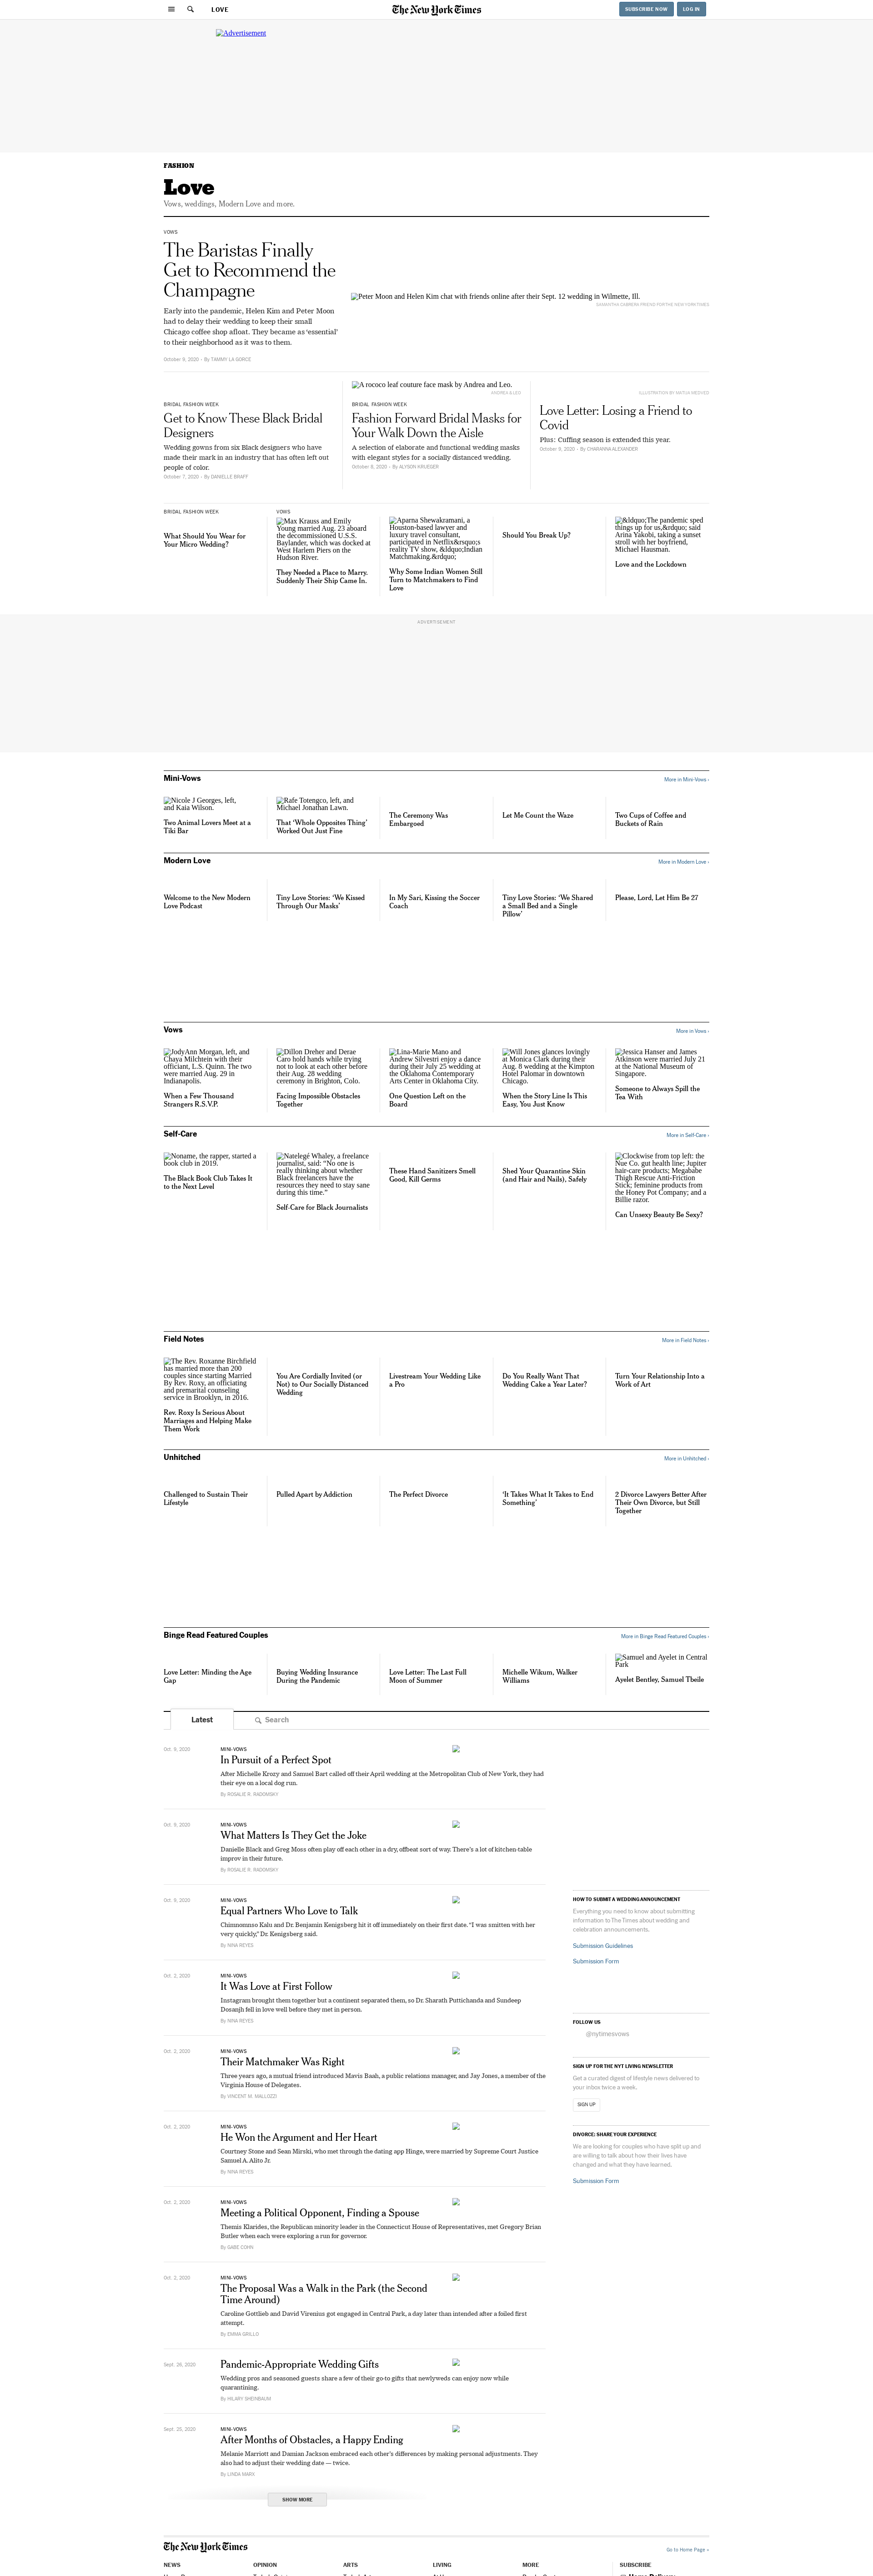 LOVE
The New York Times
SUBSCRIBE NOW
LOG IN
Advertisement
FASHION
Love
Vows, weddings, Modern Love and more.
VOWS
The Baristas Finally
Get to Recommend the
Champagne
Early into the pandemic, Helen Kim and Peter Moon
had to delay their wedding to keep their small
Chicago coffee shop afloat. They became as ‘essential’
to their neighborhood as it was to them.
October 9, 2020 - By TAMMY LA GORCE
Peter Moon and Helen Kim chat with friends online after their Sept. 12 wedding in Wilmette, Ill.
SAMANTHA CABRERA FRIEND FOR THE NEW YORK TIMES
BRIDAL FASHION WEEK
Get to Know These Black Bridal
Designers
Wedding gowns from six Black designers who have
made their mark in an industry that has often left out
people of color.
October 7, 2020 - By DANIELLE BRAFF
A rococo leaf couture face mask by Andrea and Leo.
ANDREA & LEO
BRIDAL FASHION WEEK
Fashion Forward Bridal Masks for
Your Walk Down the Aisle
A selection of elaborate and functional wedding masks
with elegant styles for a socially distanced wedding.
October 8, 2020 - By ALYSON KRUEGER
ILLUSTRATION BY MATIJA MEDVED
Love Letter: Losing a Friend to
Covid
Plus: Cuffing season is extended this year.
October 9, 2020 - By CHARANNA ALEXANDER
BRIDAL FASHION WEEK
What Should You Wear for
Your Micro Wedding?
VOWS
Max Krauss and Emily
Young married Aug. 23 aboard
the decommissioned U.S.S.
Baylander, which was docked at
West Harlem Piers on the
Hudson River.
They Needed a Place to Marry.
Suddenly Their Ship Came In.
Aparna Shewakramani, a
Houston-based lawyer and
luxury travel consultant,
participated in Netflix&rsquo;s
reality TV show, &ldquo;Indian
Matchmaking.&rdquo;
Why Some Indian Women Still
Turn to Matchmakers to Find
Love
Should You Break Up?
&ldquo;The pandemic sped
things up for us,&rdquo; said
Arina Yakobi, taking a sunset
stroll with her boyfriend,
Michael Hausman.
Love and the Lockdown
ADVERTISEMENT
Mini-Vows
More in Mini-Vows ›
Nicole J Georges, left,
and Kaia Wilson.
Two Animal Lovers Meet at a
Tiki Bar
Rafe Totengco, left, and
Michael Jonathan Lawn.
That ‘Whole Opposites Thing’
Worked Out Just Fine
The Ceremony Was
Embargoed
Let Me Count the Waze
Two Cups of Coffee and
Buckets of Rain
Modern Love
More in Modern Love ›
Welcome to the New Modern
Love Podcast
Tiny Love Stories: ‘We Kissed
Through Our Masks’
In My Sari, Kissing the Soccer
Coach
Tiny Love Stories: ‘We Shared
a Small Bed and a Single
Pillow’
Please, Lord, Let Him Be 27
Vows
More in Vows ›
JodyAnn Morgan, left, and
Chaya Milchtein with their
officiant, L.S. Quinn. The two
were married Aug. 29 in
Indianapolis.
When a Few Thousand
Strangers R.S.V.P.
Dillon Dreher and Derae
Caro hold hands while trying
not to look at each other before
their Aug. 28 wedding
ceremony in Brighton, Colo.
Facing Impossible Obstacles
Together
Lina-Marie Mano and
Andrew Silvestri enjoy a dance
during their July 25 wedding at
the Oklahoma Contemporary
Arts Center in Oklahoma City.
One Question Left on the
Board
Will Jones glances lovingly
at Monica Clark during their
Aug. 8 wedding at the Kimpton
Hotel Palomar in downtown
Chicago.
When the Story Line Is This
Easy, You Just Know
Jessica Hanser and James
Atkinson were married July 21
at the National Museum of
Singapore.
Someone to Always Spill the
Tea With
Self-Care
More in Self-Care ›
Noname, the rapper, started a
book club in 2019.
The Black Book Club Takes It
to the Next Level
Natelegé Whaley, a freelance
journalist, said: “No one is
really thinking about whether
Black freelancers have the
resources they need to stay sane
during this time.”
Self-Care for Black Journalists
These Hand Sanitizers Smell
Good, Kill Germs
Shed Your Quarantine Skin
(and Hair and Nails), Safely
Clockwise from top left: the
Nue Co. gut health line; Jupiter
hair-care products; Megababe
Thigh Rescue Anti-Friction
Stick; feminine products from
the Honey Pot Company; and a
Billie razor.
Can Unsexy Beauty Be Sexy?
Field Notes
More in Field Notes ›
The Rev. Roxanne Birchfield
has married more than 200
couples since starting Married
By Rev. Roxy, an officiating
and premarital counseling
service in Brooklyn, in 2016.
Rev. Roxy Is Serious About
Marriages and Helping Make
Them Work
You Are Cordially Invited (or
Not) to Our Socially Distanced
Wedding
Livestream Your Wedding Like
a Pro
Do You Really Want That
Wedding Cake a Year Later?
Turn Your Relationship Into a
Work of Art
Unhitched
More in Unhitched ›
Challenged to Sustain Their
Lifestyle
Pulled Apart by Addiction
The Perfect Divorce
‘It Takes What It Takes to End
Something’
2 Divorce Lawyers Better After
Their Own Divorce, but Still
Together
Binge Read Featured Couples
More in Binge Read Featured Couples ›
Love Letter: Minding the Age
Gap
Buying Wedding Insurance
During the Pandemic
Love Letter: The Last Full
Moon of Summer
Michelle Wikum, Walker
Williams
Samuel and Ayelet in Central
Park
Ayelet Bentley, Samuel Tbeile
Latest
Search
Oct. 9, 2020
MINI-VOWS
In Pursuit of a Perfect Spot
After Michelle Krozy and Samuel Bart called off their April wedding at the Metropolitan Club of New York, they had
their eye on a local dog run.
By ROSALIE R. RADOMSKY
Oct. 9, 2020
MINI-VOWS
What Matters Is They Get the Joke
Danielle Black and Greg Moss often play off each other in a dry, offbeat sort of way. There’s a lot of kitchen-table
improv in their future.
By ROSALIE R. RADOMSKY
Oct. 9, 2020
MINI-VOWS
Equal Partners Who Love to Talk
Chinumunso Kalu and Dr. Benjamin Kenigsberg hit it off immediately on their first date. “I was smitten with her
very quickly,” Dr. Kenigsberg said.
By NINA REYES
Oct. 2, 2020
MINI-VOWS
It Was Love at First Follow
Instagram brought them together but a continent separated them, so Dr. Sharath Puttichanda and Sundeep
Dosanjh fell in love well before they met in person.
By NINA REYES
Oct. 2, 2020
MINI-VOWS
Their Matchmaker Was Right
Three years ago, a mutual friend introduced Mavis Baah, a public relations manager, and Jay Jones, a member of the
Virginia House of Delegates.
By VINCENT M. MALLOZZI
Oct. 2, 2020
MINI-VOWS
He Won the Argument and Her Heart
Courtney Stone and Sean Mirski, who met through the dating app Hinge, were married by Supreme Court Justice
Samuel A. Alito Jr.
By NINA REYES
Oct. 2, 2020
MINI-VOWS
Meeting a Political Opponent, Finding a Spouse
Themis Klarides, the Republican minority leader in the Connecticut House of Representatives, met Gregory Brian
Butler when each were exploring a run for governor.
By GABE COHN
Oct. 2, 2020
MINI-VOWS
The Proposal Was a Walk in the Park (the Second
Time Around)
Caroline Gottlieb and David Virenius got engaged in Central Park, a day later than intended after a foiled first
attempt.
By EMMA GRILLO
Sept. 26, 2020
Pandemic-Appropriate Wedding Gifts
Wedding pros and seasoned guests share a few of their go-to gifts that newlyweds can enjoy now while
quarantining.
By HILARY SHEINBAUM
Sept. 25, 2020
MINI-VOWS
After Months of Obstacles, a Happy Ending
Melanie Marriott and Damian Jackson embraced each other’s differences by making personal adjustments. They
also had to adjust their wedding date — twice.
By LINDA MARX
SHOW MORE
HOW TO SUBMIT A WEDDING ANNOUNCEMENT
Everything you need to know about submitting
information to The Times about wedding and
celebration announcements.
Submission Guidelines
Submission Form
FOLLOW US
@nytimesvows
SIGN UP FOR THE NYT LIVING NEWSLETTER
Get a curated digest of lifestyle news delivered to
your inbox twice a week.
SIGN UP
DIVORCE: SHARE YOUR EXPERIENCE
We are looking for couples who have split up and
are willing to talk about how their lives have
changed and what they have learned.
Submission Form
The New York Times
Go to Home Page »
NEWS
OPINION
ARTS
LIVING
MORE
SUBSCRIBE